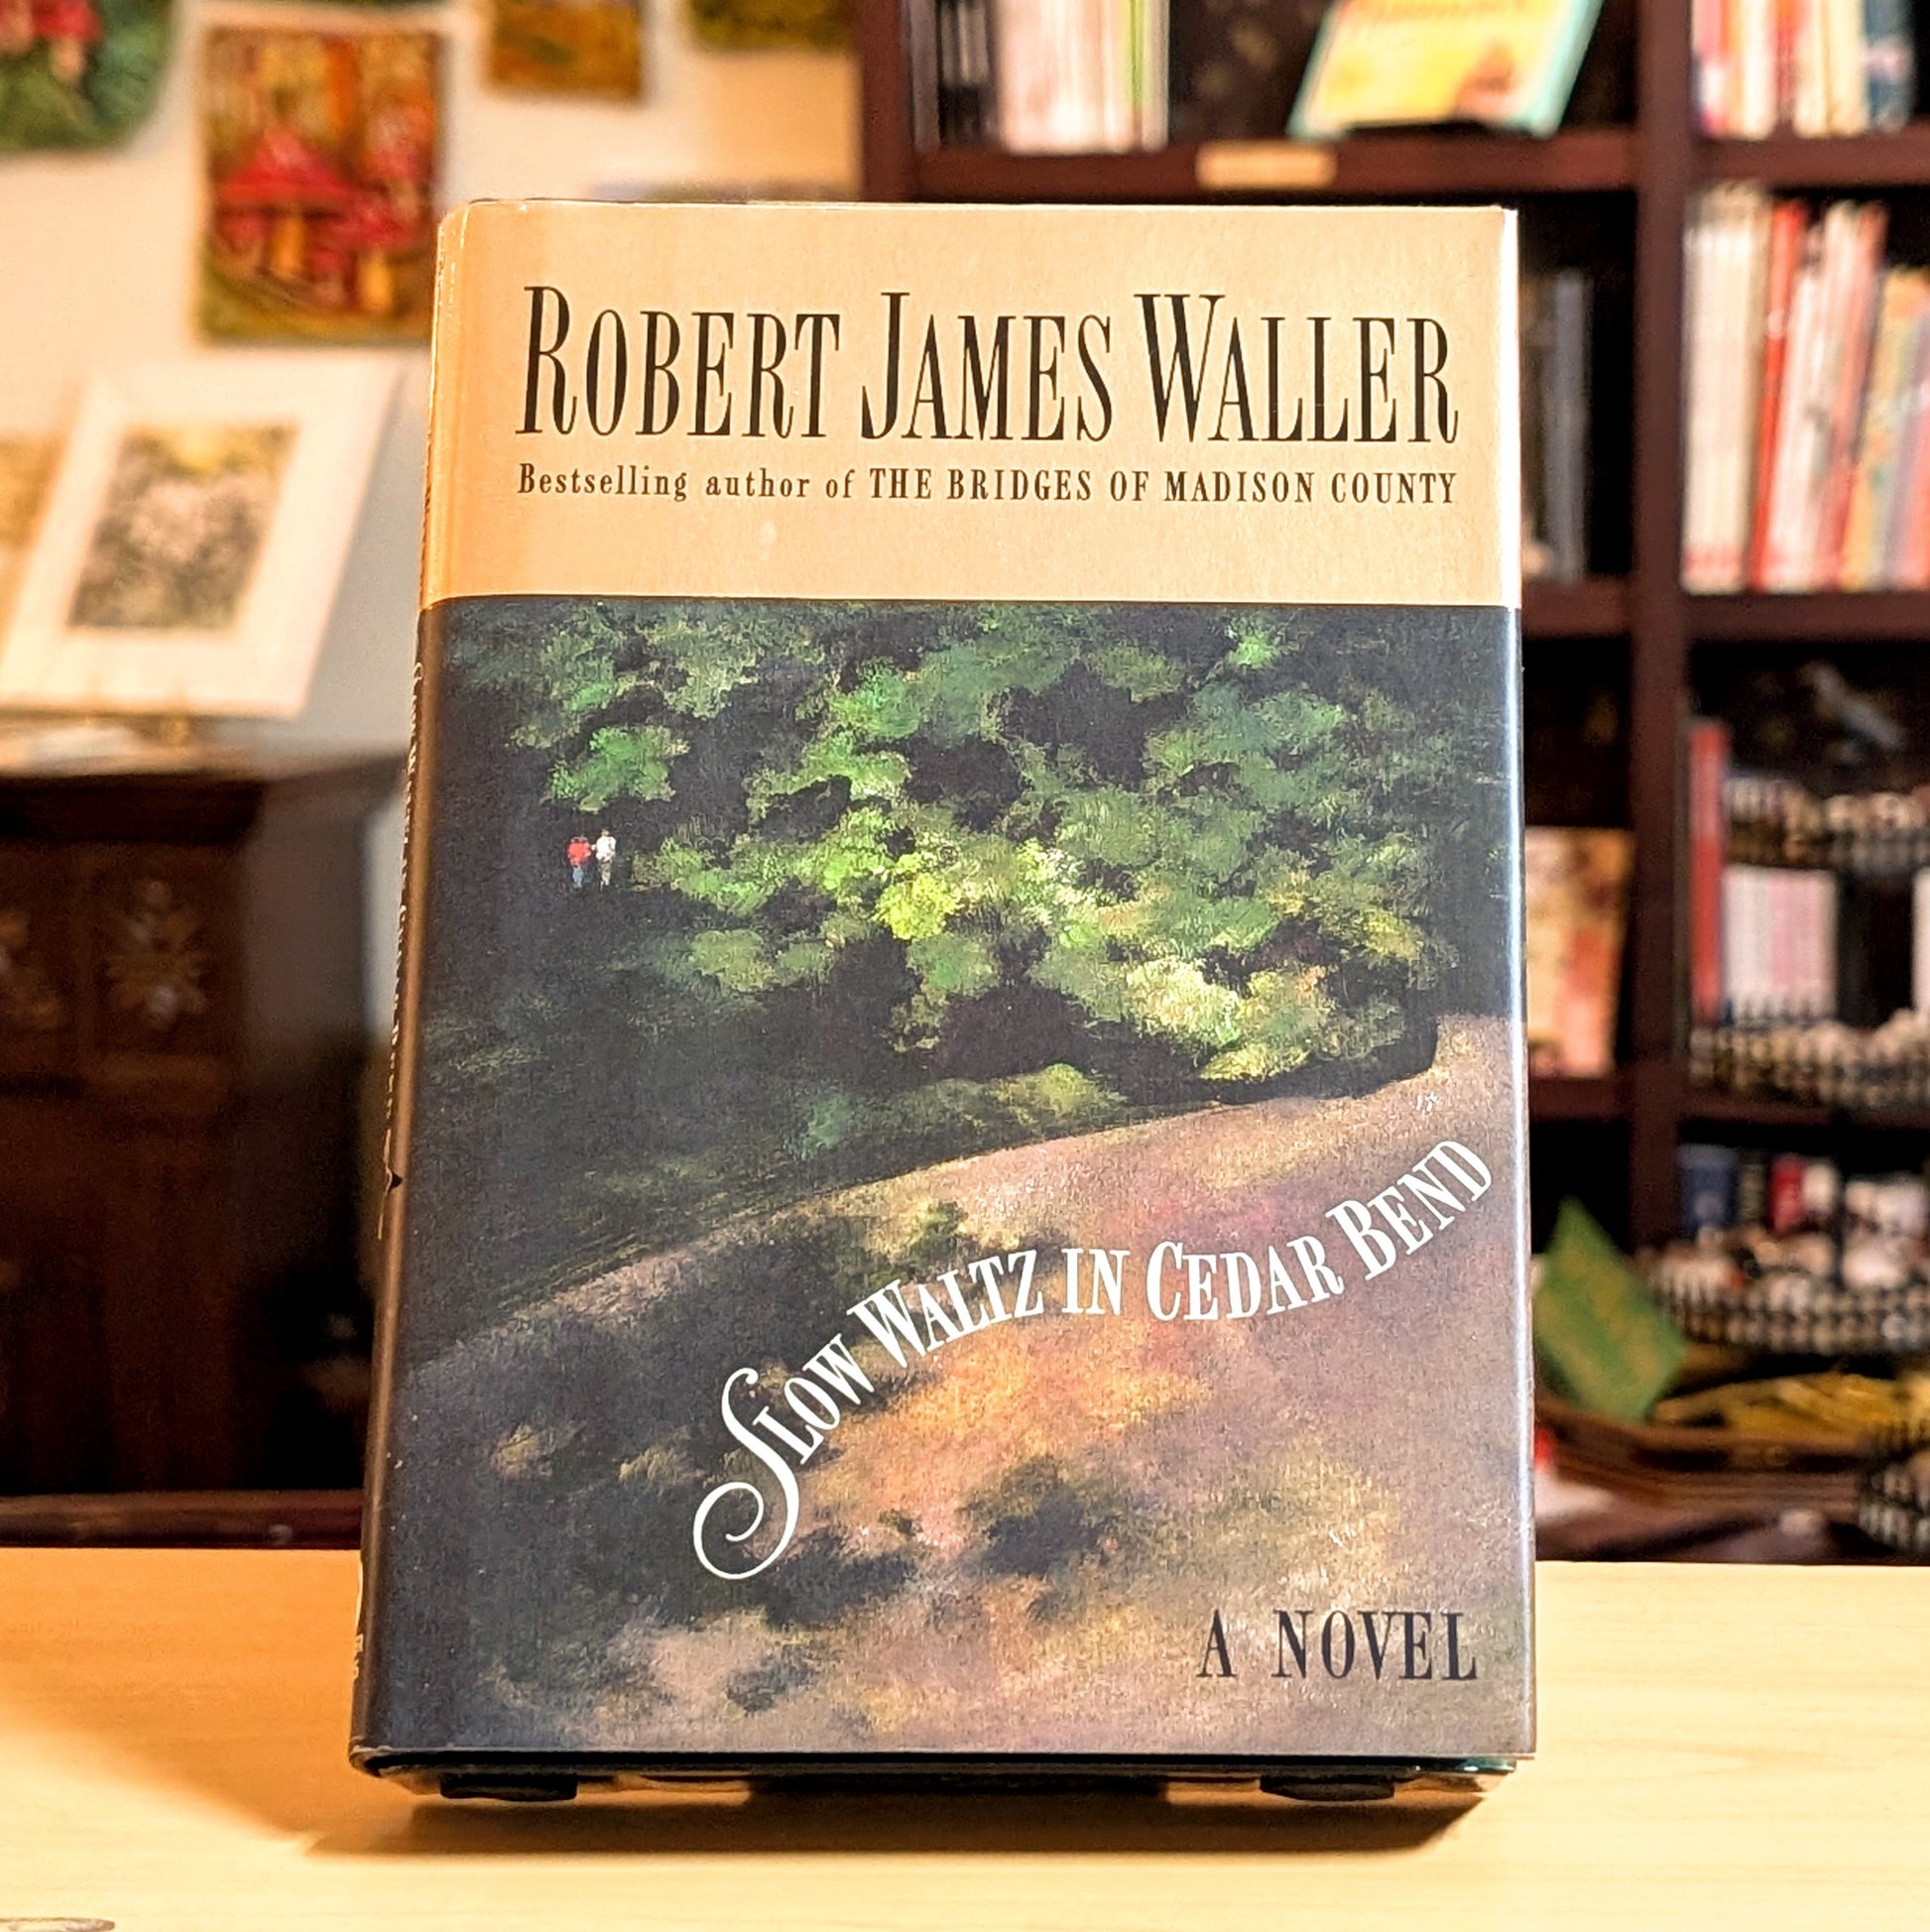 ROBERT JAMES WALLER
Bestselling author of THE BRIDGES OF MADISON COUNTY
SLOW WALTZ IN CEDAR BEND
A NOVEL